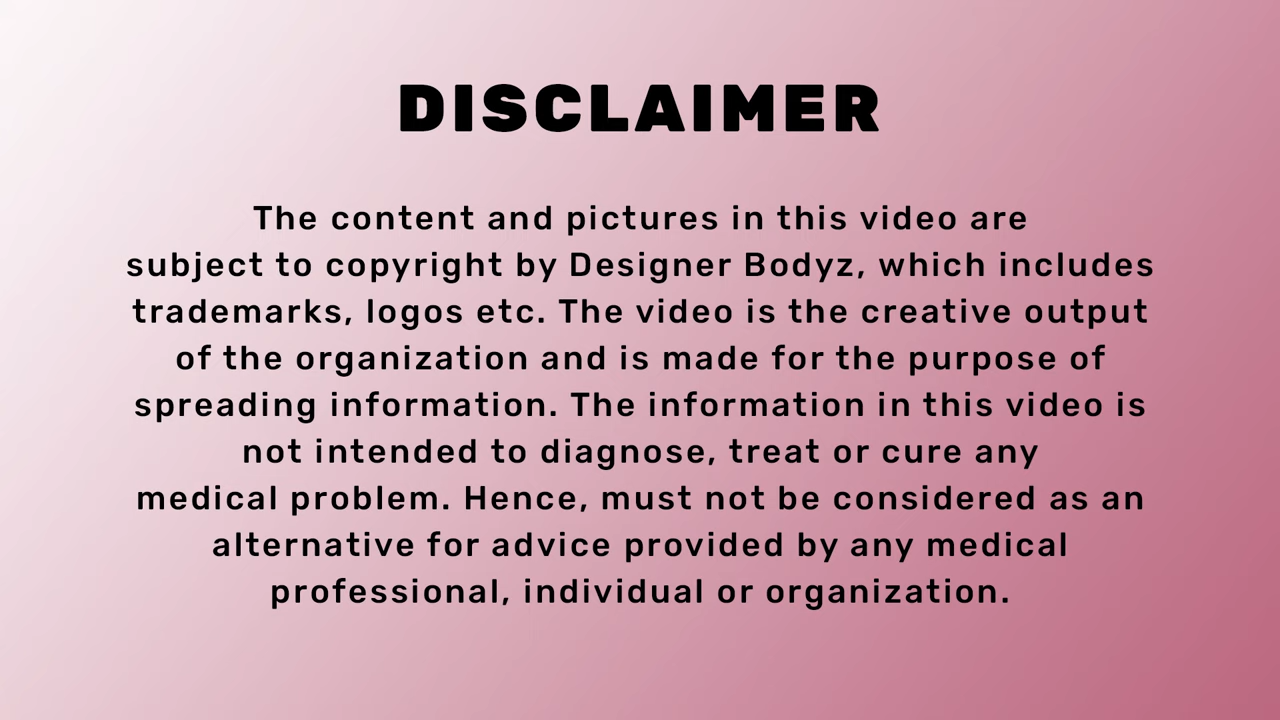 DISCLAIMER
The content and pictures in this video are
subject to copyright by Designer Bodyz, which includes
trademarks, logos etc. The video is the creative output
of the organization and is made for the purpose of
spreading information. The information in this video is
not intended to diagnose, treat or cure any
medical problem. Hence, must not be considered as an
alternative for advice provided by any medical
professional, individual or organization.